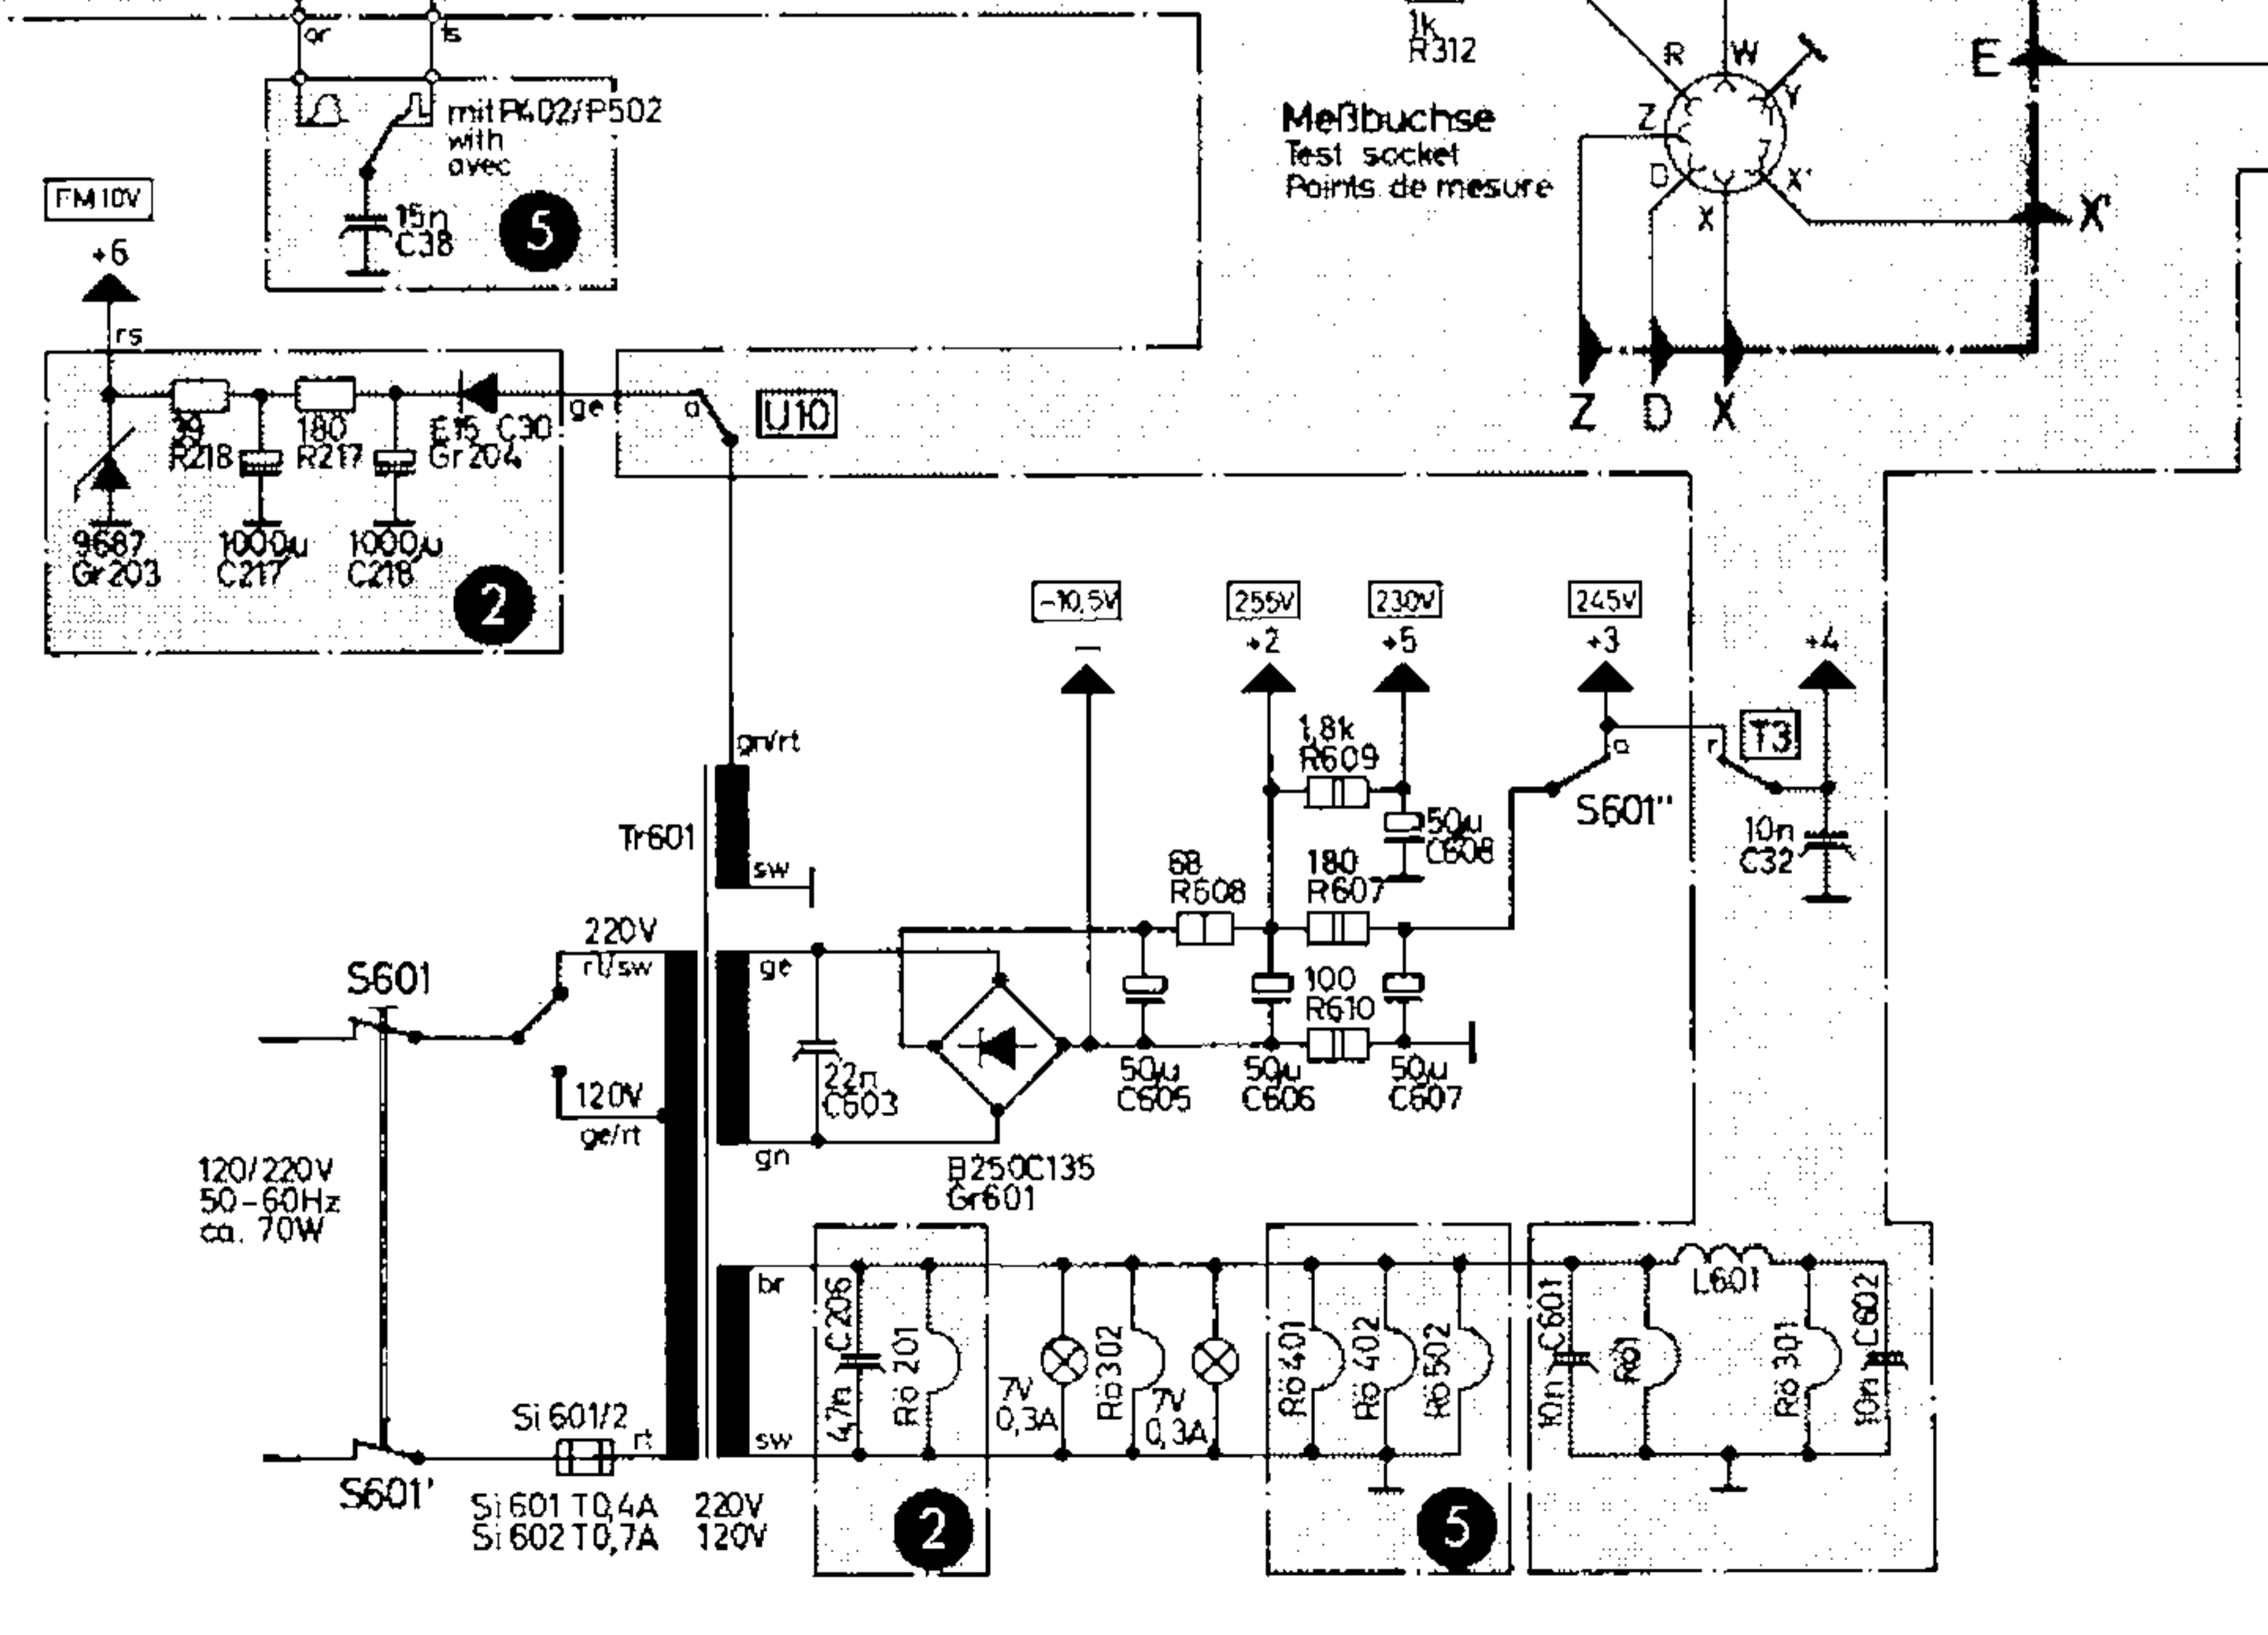 gr
ls
mit P402/P502
with
avec
15n
C38
5
FM 10V
+6
rs
39
R218
180
R217
E15 C30
Gr204
9687
Gr203
1000µ
C217
1000µ
C218
2
ge
a
U10
1k
R312
Meßbuchse
Test socket
Points de mesure
R
W
Y
Z
D
X
X'
E
X'
Z
D
X
-10,5V
255V
230V
245V
–
+2
+5
+3
+4
1,8k
R609
50µ
C608
68
R608
180
R607
a
r
T3
S601"
10n
C32
gn/rt
Tr601
sw
220V
rt/sw
S601
120V
ge/rt
ge
22n
C603
gn
B250C135
Gr601
100
R610
50µ
C605
50µ
C606
50µ
C607
120/220V
50-60Hz
ca. 70W
S601'
Si 601/2
rt
Si 601 T0,4A 220V
Si 602 T0,7A 120V
br
sw
4,7n C206
Rö 201
7V
0,3A
Rö302
7V
0,3A
Rö 401
Rö 402
Rö 502
10n C601
L601
Rö 301
10n C602
2
5